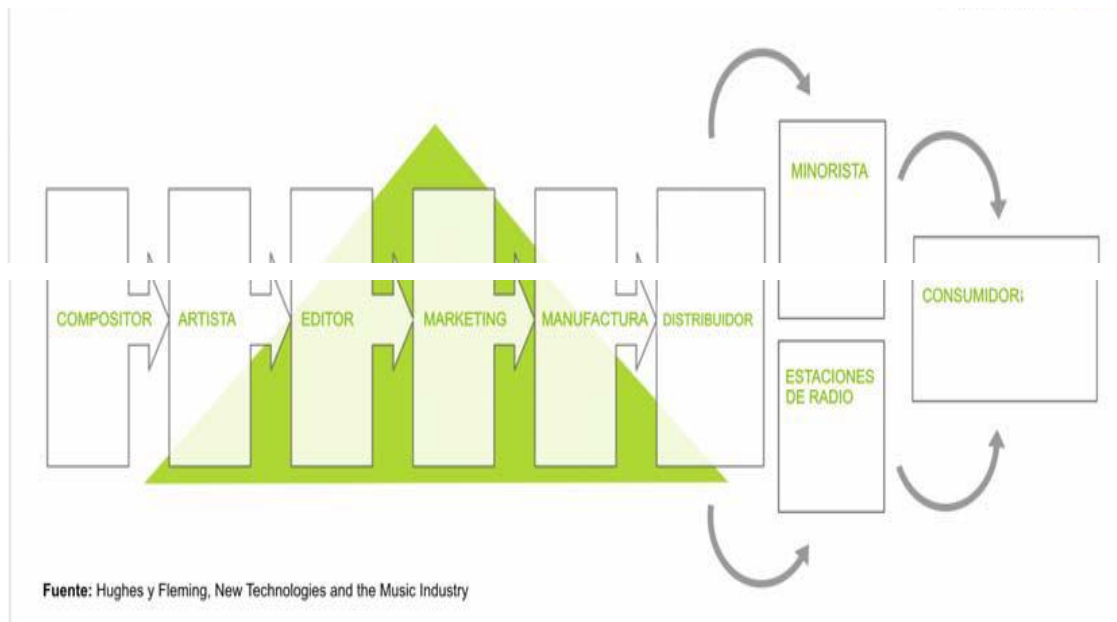 COMPOSITOR
ARTISTA
EDITOR
MARKETING
MANUFACTURA
DISTRIBUIDOR
MINORISTA
ESTACIONES
DE RADIO
CONSUMIDOR
Fuente: Hughes y Fleming, New Technologies and the Music Industry